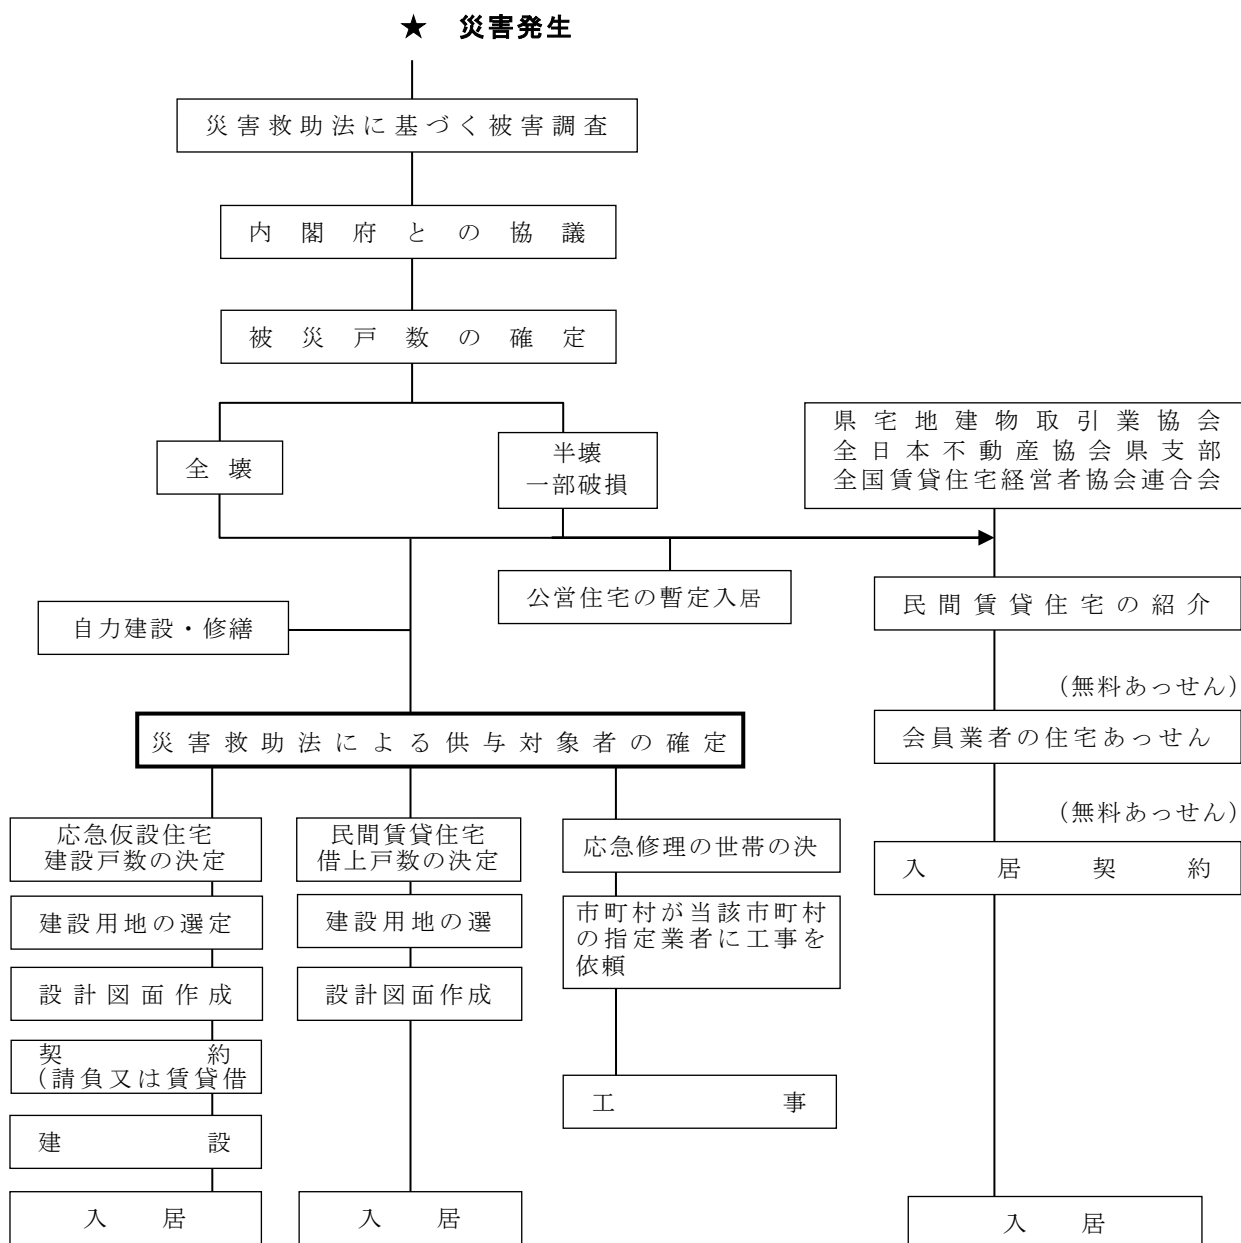 ★ 災害発生
災害救助法に基づく被害調査
内閣府との協議
被災戸数の確定
全壊
半壊
一部破損
県宅地建物取引業協会
全日本不動産協会県支部
全国賃貸住宅経営者協会連合会
公営住宅の暫定入居
民間賃貸住宅の紹介
自力建設・修繕
(無料あっせん)
災害救助法による供与対象者の確定
会員業者の住宅あっせん
(無料あっせん)
応急仮設住宅
建設戸数の決定
建設用地の選定
設計図面作成
契約
(請負又は賃貸借
建設
入居
民間賃貸住宅
借上戸数の決定
建設用地の選
設計図面作成
入居
応急修理の世帯の決
市町村が当該市町村
の指定業者に工事を
依頼
工事
入居契約
入居